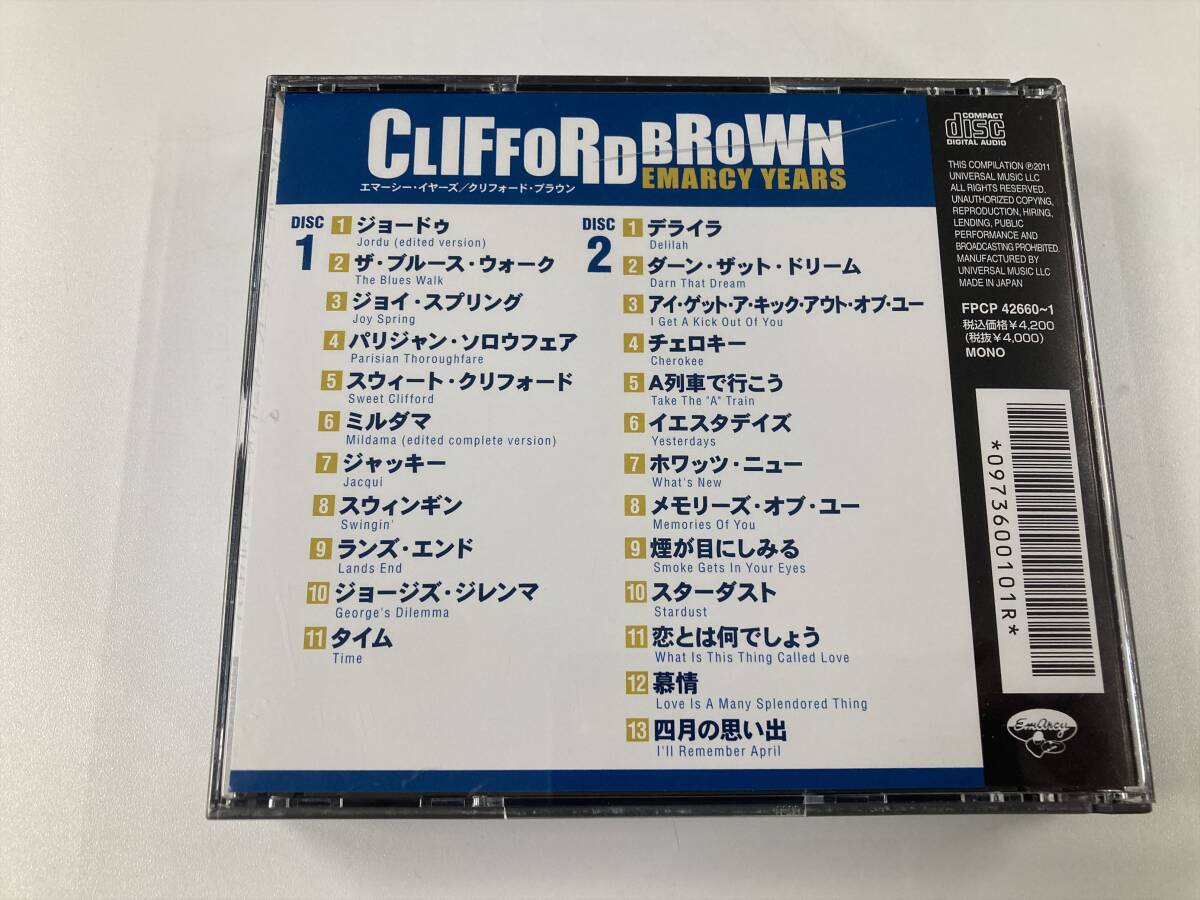 CLIFFORD BROWN
EMARCY YEARS
エマーシー・イヤーズ／クリフォード・ブラウン
DISC 1
1 ジョードゥ
Jordu (edited version)
2 ザ・ブルース・ウォーク
The Blues Walk
3 ジョイ・スプリング
Joy Spring
4 パリジャン・ソロウフェア
Parisian Thoroughfare
5 スウィート・クリフォード
Sweet Clifford
6 ミルダマ
Mildama (edited complete version)
7 ジャッキー
Jacqui
8 スウィンギン
Swingin'
9 ランズ・エンド
Lands End
10 ジョージズ・ジレンマ
George's Dilemma
11 タイム
Time
DISC 2
1 デライラ
Delilah
2 ダーン・ザット・ドリーム
Darn That Dream
3 アイ・ゲット・ア・キック・アウト・オブ・ユー
I Get A Kick Out Of You
4 チェロキー
Cherokee
5 A列車で行こう
Take The "A" Train
6 イエスタデイズ
Yesterdays
7 ホワッツ・ニュー
What's New
8 メモリーズ・オブ・ユー
Memories Of You
9 煙が目にしみる
Smoke Gets In Your Eyes
10 スターダスト
Stardust
11 恋とは何でしょう
What Is This Thing Called Love
12 慕情
Love Is A Many Splendored Thing
13 四月の思い出
I'll Remember April
COMPACT
disc
DIGITAL AUDIO
THIS COMPILATION ℗2011
UNIVERSAL MUSIC LLC
ALL RIGHTS RESERVED.
UNAUTHORIZED COPYING,
REPRODUCTION, HIRING,
LENDING, PUBLIC
PERFORMANCE AND
BROADCASTING PROHIBITED.
MANUFACTURED BY
UNIVERSAL MUSIC LLC
MADE IN JAPAN
FPCP 42660~1
税込価格¥4,200
(税抜¥4,000)
MONO
*0973600101R*
EmArcy